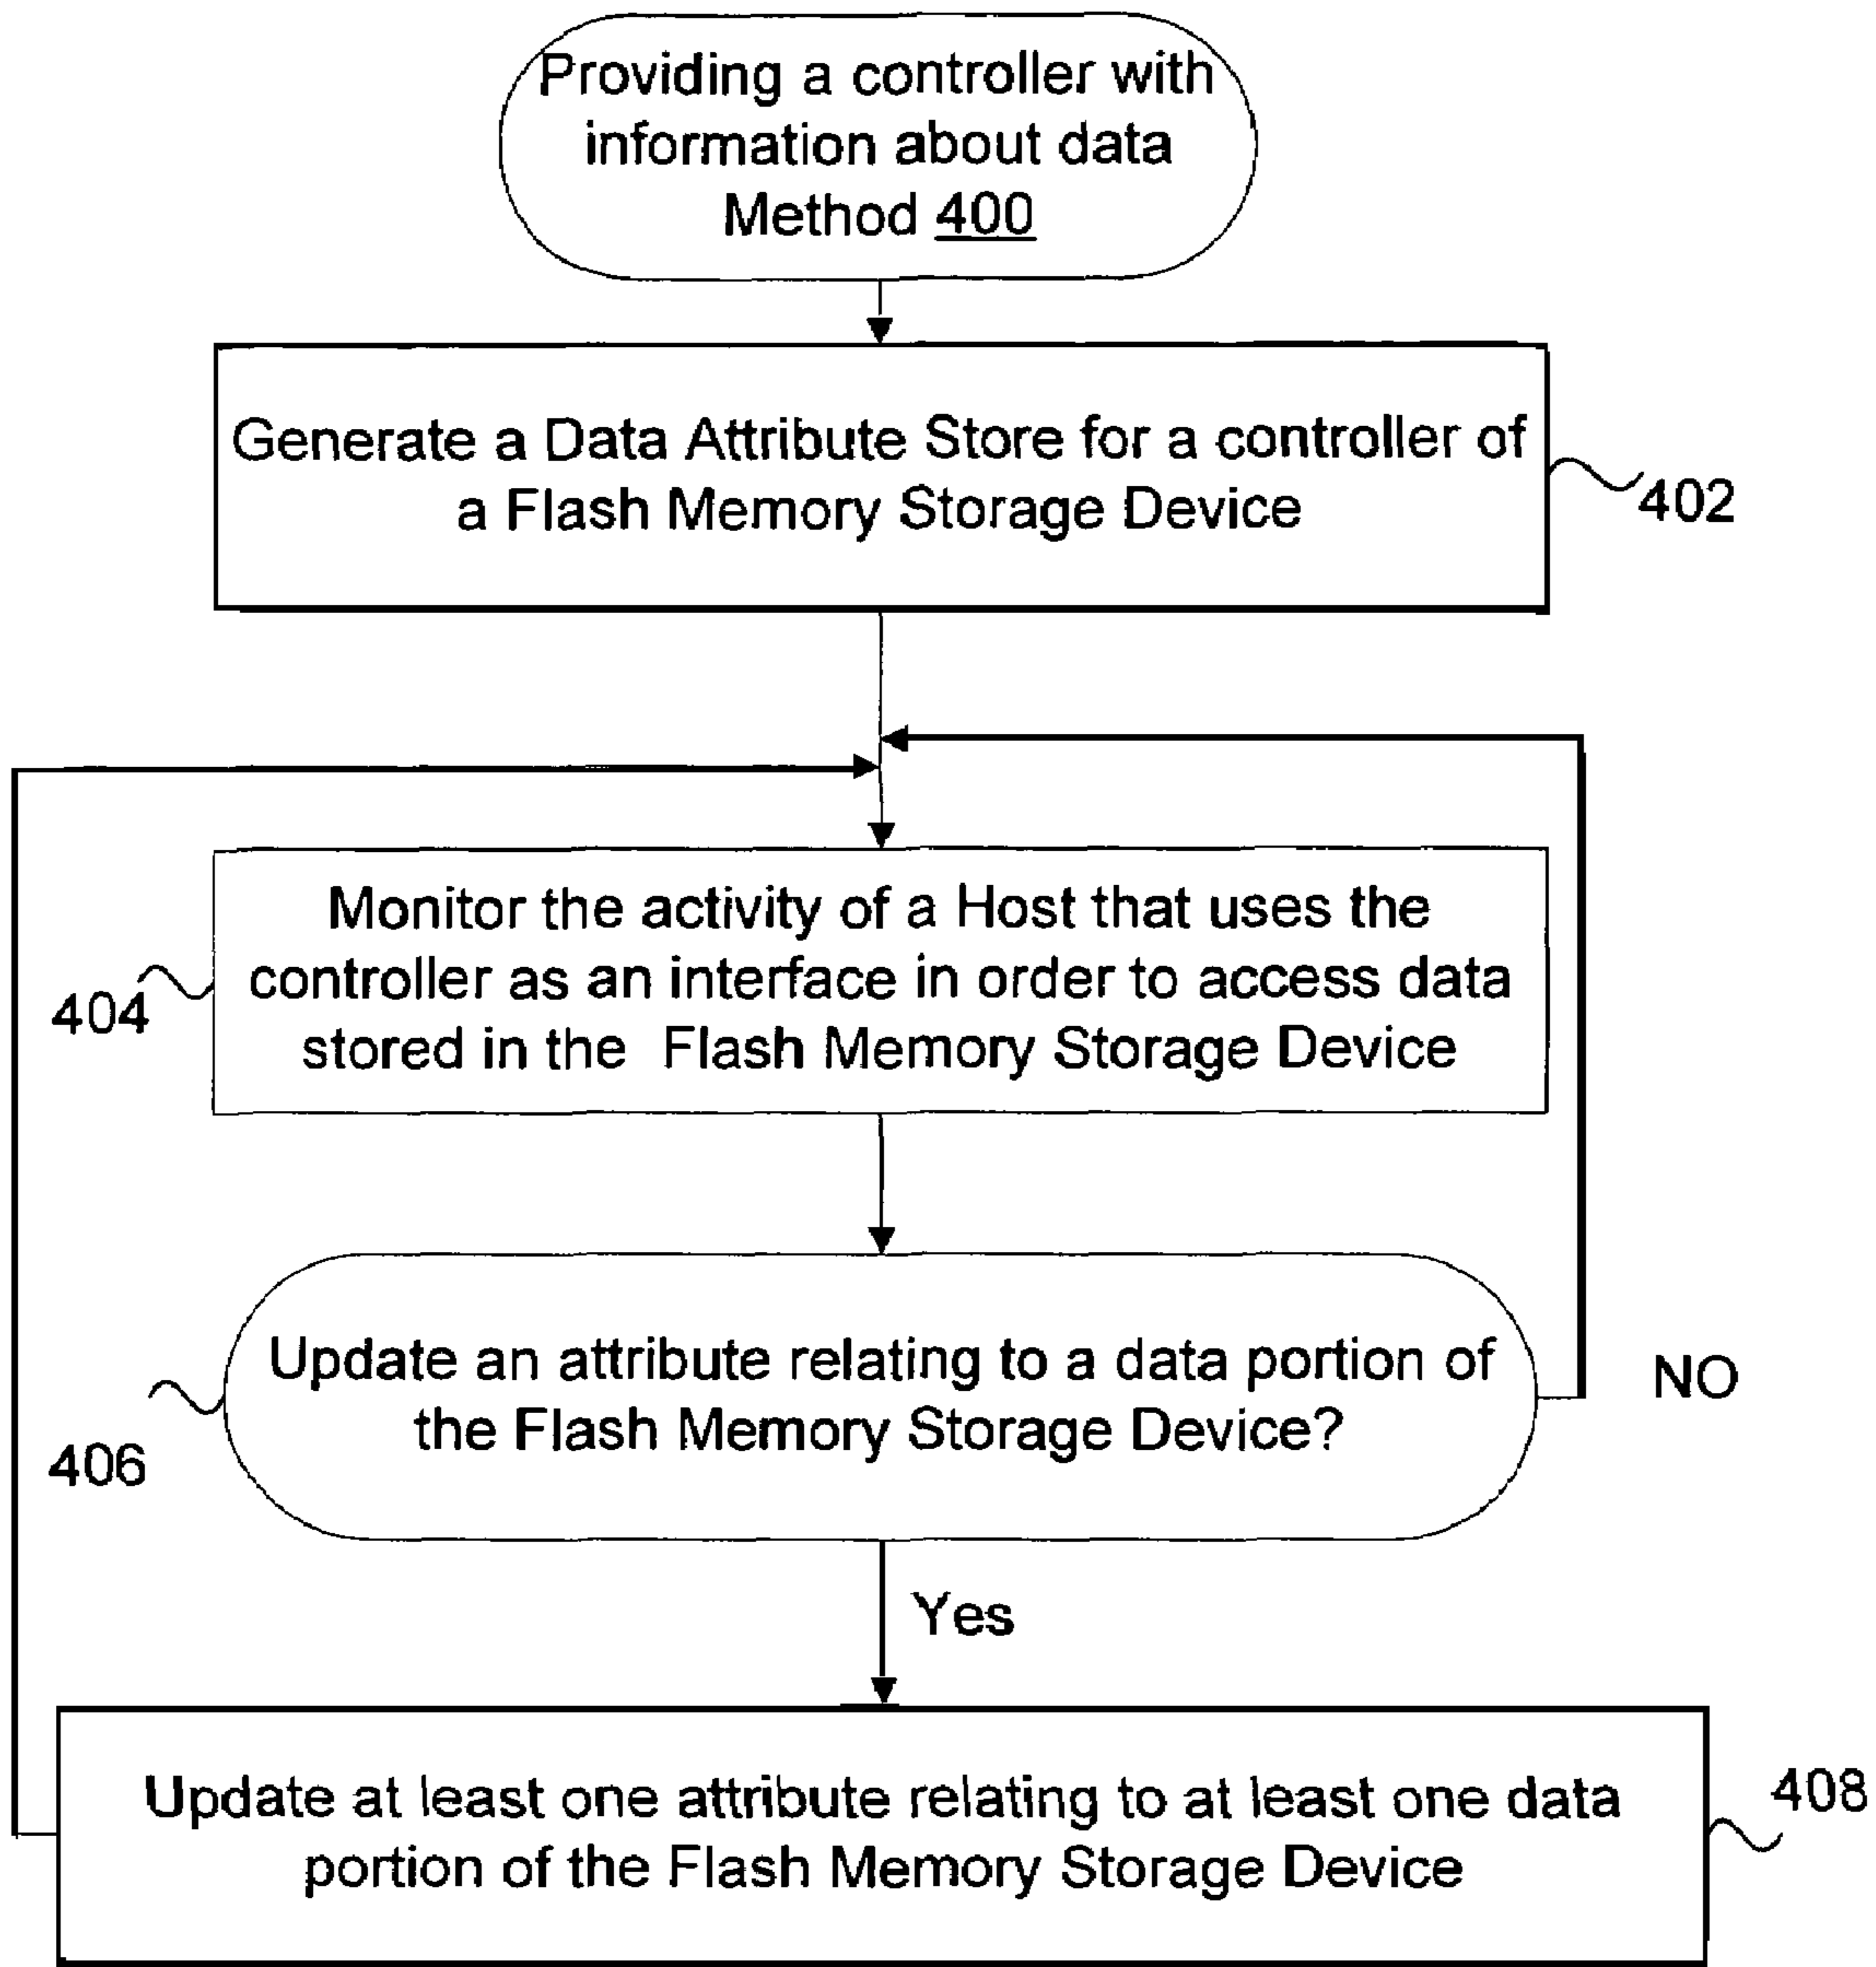 Providing a controller with
information about data
Method 400
Generate a Data Attribute Store for a controller of
a Flash Memory Storage Device
402
Monitor the activity of a Host that uses the
controller as an interface in order to access data
stored in the Flash Memory Storage Device
404
Update an attribute relating to a data portion of
the Flash Memory Storage Device?
NO
406
Yes
Update at least one attribute relating to at least one data
portion of the Flash Memory Storage Device
408